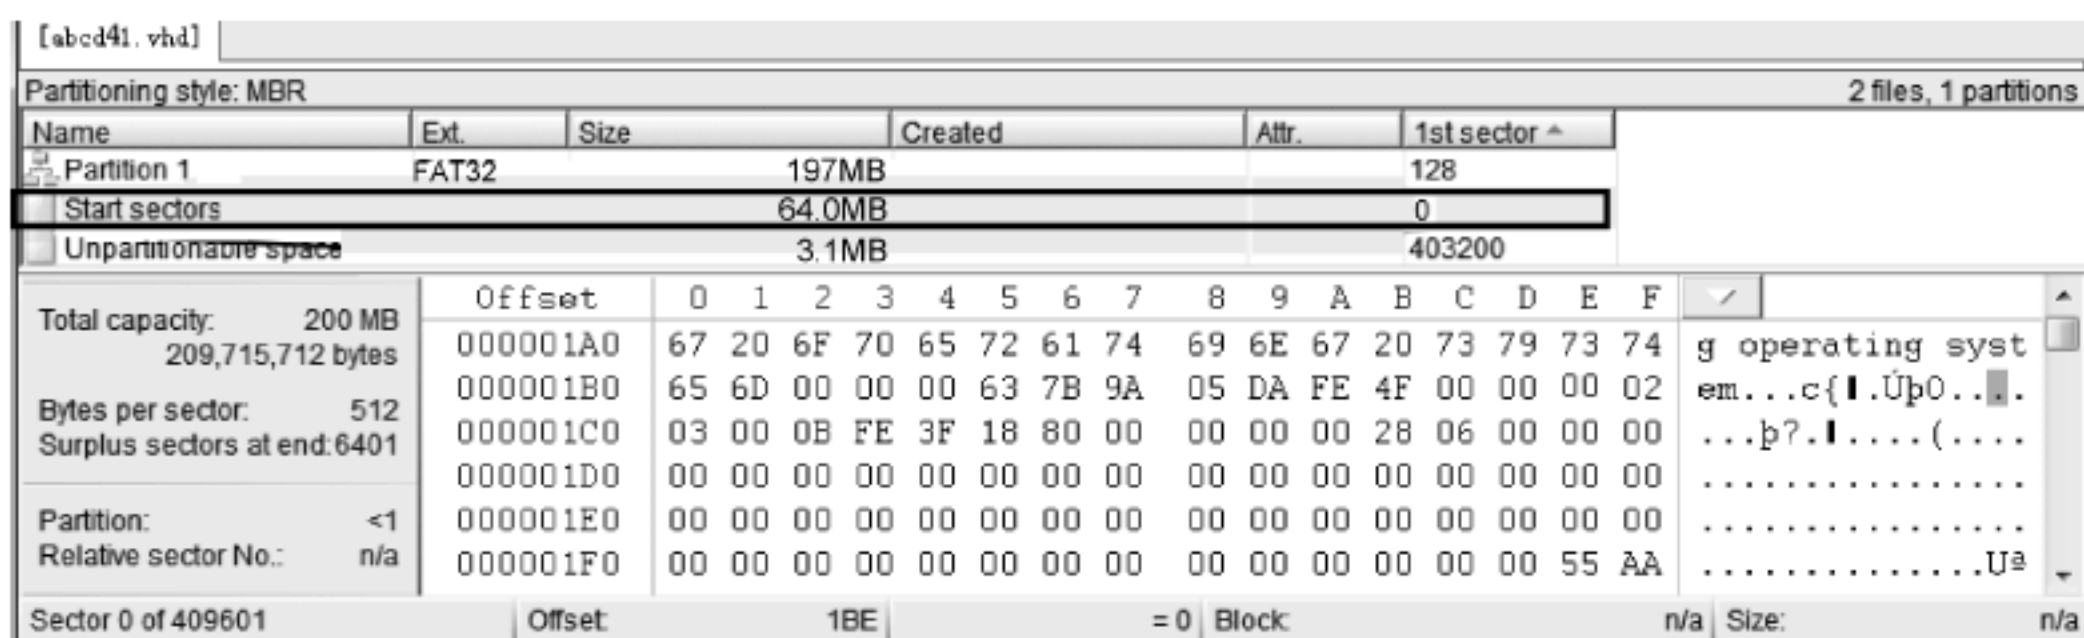 [abcd41.vhd]
Partitioning style: MBR 2 files, 1 partitions
Name Ext. Size Created Attr. 1st sector
Partition 1 FAT32 197MB 128
Start sectors 64.0MB 0
Unpartitionable space 3.1MB 403200
Total capacity: 200 MB
209,715,712 bytes
Bytes per sector: 512
Surplus sectors at end:6401
Partition: <1
Relative sector No.: n/a
Offset 0 1 2 3 4 5 6 7 8 9 A B C D E F
000001A0 67 20 6F 70 65 72 61 74 69 6E 67 20 73 79 73 74 g operating syst
000001B0 65 6D 00 00 00 63 7B 9A 05 DA FE 4F 00 00 00 02 em...c{▌.ÚþO....
000001C0 03 00 0B FE 3F 18 80 00 00 00 00 28 06 00 00 00 ...þ?.▌....(....
000001D0 00 00 00 00 00 00 00 00 00 00 00 00 00 00 00 00 ................
000001E0 00 00 00 00 00 00 00 00 00 00 00 00 00 00 00 00 ................
000001F0 00 00 00 00 00 00 00 00 00 00 00 00 00 00 55 AA ..............Uª
Sector 0 of 409601 Offset: 1BE = 0 Block: n/a Size: n/a